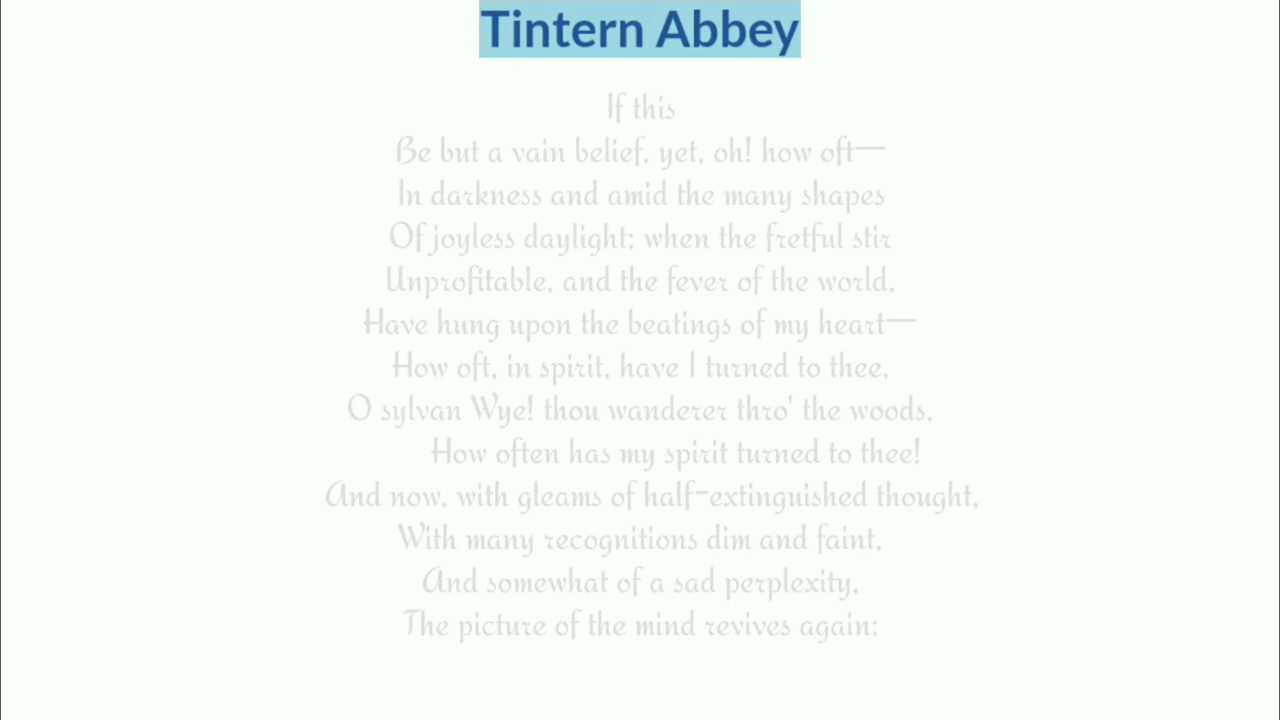 Tintern Abbey
If this
Be but a vain belief, yet, oh! how oft—
In darkness and amid the many shapes
Of joyless daylight; when the fretful stir
Unprofitable, and the fever of the world,
Have hung upon the beatings of my heart—
How oft, in spirit, have I turned to thee,
O sylvan Wye! thou wanderer thro' the woods,
How often has my spirit turned to thee!
And now, with gleams of half-extinguished thought,
With many recognitions dim and faint,
And somewhat of a sad perplexity,
The picture of the mind revives again: